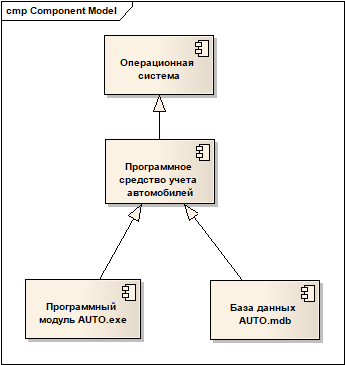 cmp Component Model
Операционная
система
Программное
средство учета
автомобилей
Программный
модуль AUTO.exe
База данных
AUTO.mdb